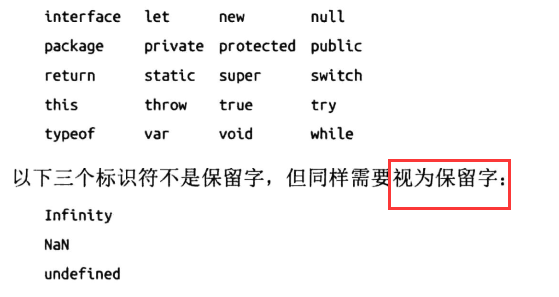 interface let new null
package private protected public
return static super switch
this throw true try
typeof var void while
以下三个标识符不是保留字，但同样需要视为保留字：
Infinity
NaN
undefined